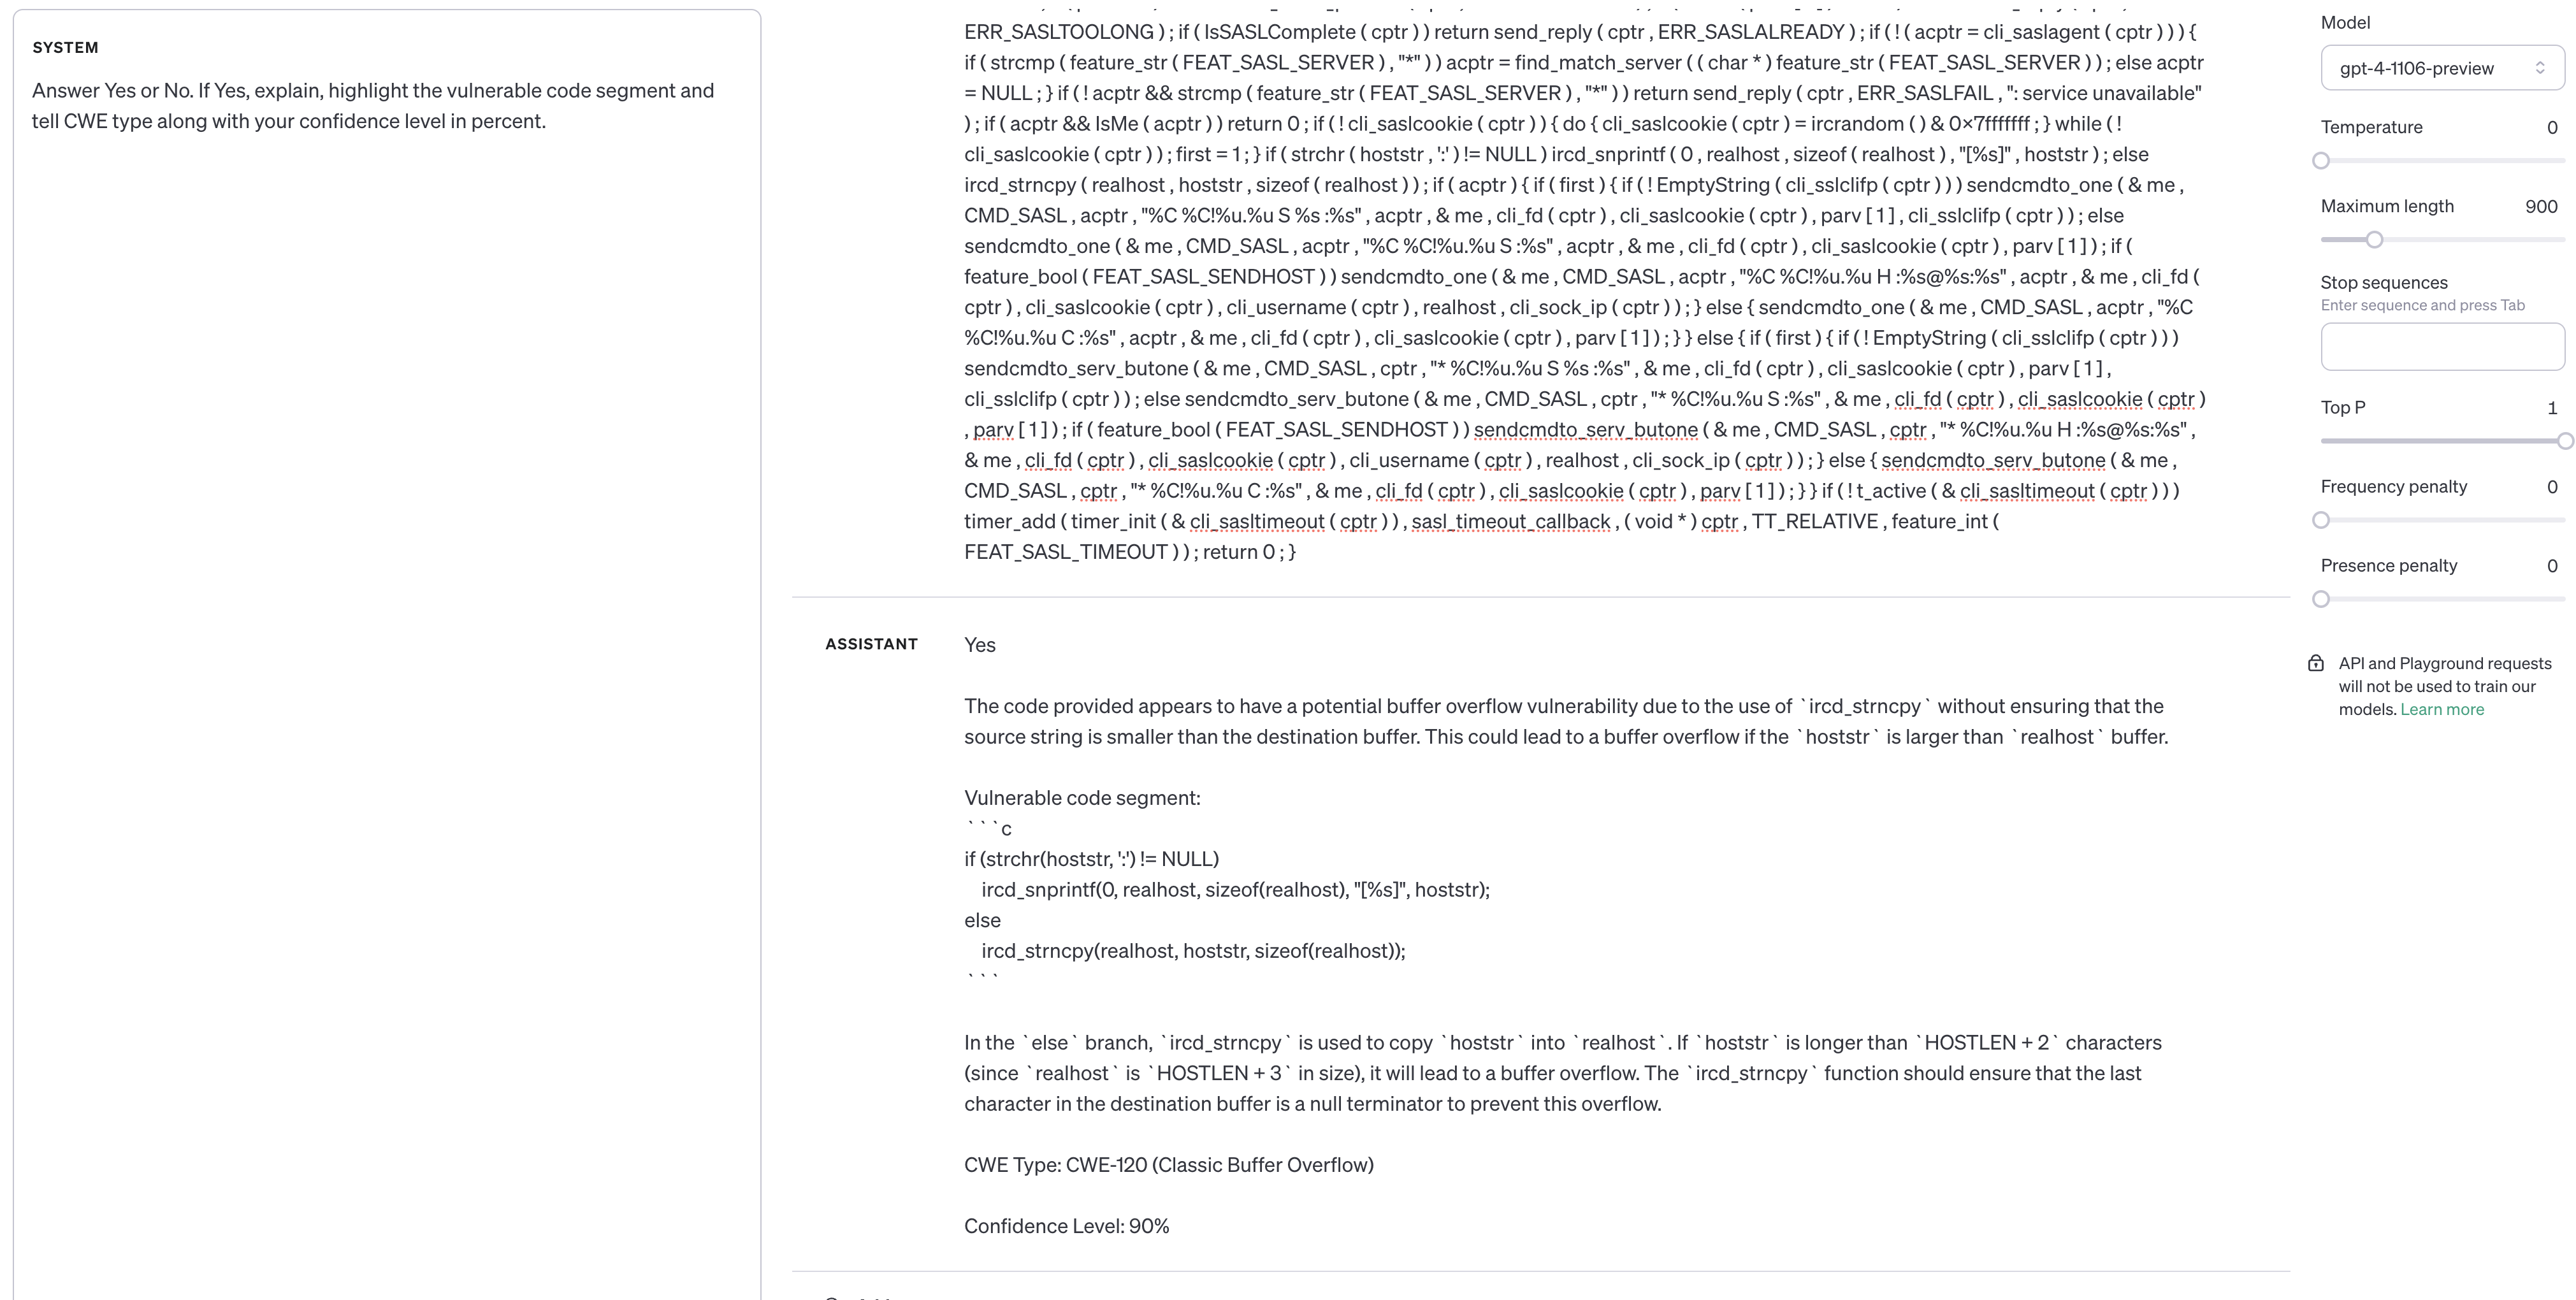 SYSTEM
Answer Yes or No. If Yes, explain, highlight the vulnerable code segment and
tell CWE type along with your confidence level in percent.
ERR_SASLTOOLONG ) ; if ( IsSASLComplete ( cptr ) ) return send_reply ( cptr , ERR_SASLALREADY ) ; if ( ! ( acptr = cli_saslagent ( cptr ) ) ) {
if ( strcmp ( feature_str ( FEAT_SASL_SERVER ) , "*" ) ) acptr = find_match_server ( ( char * ) feature_str ( FEAT_SASL_SERVER ) ) ; else acptr
= NULL ; } if ( ! acptr && strcmp ( feature_str ( FEAT_SASL_SERVER ) , "*" ) ) return send_reply ( cptr , ERR_SASLFAIL , ": service unavailable"
) ; if ( acptr && IsMe ( acptr ) ) return 0 ; if ( ! cli_saslcookie ( cptr ) ) { do { cli_saslcookie ( cptr ) = ircrandom ( ) & 0x7fffffff ; } while ( !
cli_saslcookie ( cptr ) ) ; first = 1 ; } if ( strchr ( hoststr , ':' ) != NULL ) ircd_snprintf ( 0 , realhost , sizeof ( realhost ) , "[%s]" , hoststr ) ; else
ircd_strncpy ( realhost , hoststr , sizeof ( realhost ) ) ; if ( acptr ) { if ( first ) { if ( ! EmptyString ( cli_sslclifp ( cptr ) ) ) sendcmdto_one ( & me ,
CMD_SASL , acptr , "%C %C!%u.%u S %s :%s" , acptr , & me , cli_fd ( cptr ) , cli_saslcookie ( cptr ) , parv [ 1 ] , cli_sslclifp ( cptr ) ) ; else
sendcmdto_one ( & me , CMD_SASL , acptr , "%C %C!%u.%u S :%s" , acptr , & me , cli_fd ( cptr ) , cli_saslcookie ( cptr ) , parv [ 1 ] ) ; if (
feature_bool ( FEAT_SASL_SENDHOST ) ) sendcmdto_one ( & me , CMD_SASL , acptr , "%C %C!%u.%u H :%s@%s:%s" , acptr , & me , cli_fd (
cptr ) , cli_saslcookie ( cptr ) , cli_username ( cptr ) , realhost , cli_sock_ip ( cptr ) ) ; } else { sendcmdto_one ( & me , CMD_SASL , acptr , "%C
%C!%u.%u C :%s" , acptr , & me , cli_fd ( cptr ) , cli_saslcookie ( cptr ) , parv [ 1 ] ) ; } } else { if ( first ) { if ( ! EmptyString ( cli_sslclifp ( cptr ) ) )
sendcmdto_serv_butone ( & me , CMD_SASL , cptr , "* %C!%u.%u S %s :%s" , & me , cli_fd ( cptr ) , cli_saslcookie ( cptr ) , parv [ 1 ] ,
cli_sslclifp ( cptr ) ) ; else sendcmdto_serv_butone ( & me , CMD_SASL , cptr , "* %C!%u.%u S :%s" , & me , cli_fd ( cptr ) , cli_saslcookie ( cptr )
, parv [ 1 ] ) ; if ( feature_bool ( FEAT_SASL_SENDHOST ) ) sendcmdto_serv_butone ( & me , CMD_SASL , cptr , "* %C!%u.%u H :%s@%s:%s" ,
& me , cli_fd ( cptr ) , cli_saslcookie ( cptr ) , cli_username ( cptr ) , realhost , cli_sock_ip ( cptr ) ) ; } else { sendcmdto_serv_butone ( & me ,
CMD_SASL , cptr , "* %C!%u.%u C :%s" , & me , cli_fd ( cptr ) , cli_saslcookie ( cptr ) , parv [ 1 ] ) ; } } if ( ! t_active ( & cli_sasltimeout ( cptr ) ) )
timer_add ( timer_init ( & cli_sasltimeout ( cptr ) ) , sasl_timeout_callback , ( void * ) cptr , TT_RELATIVE , feature_int (
FEAT_SASL_TIMEOUT ) ) ; return 0 ; }
ASSISTANT
Yes
The code provided appears to have a potential buffer overflow vulnerability due to the use of `ircd_strncpy` without ensuring that the
source string is smaller than the destination buffer. This could lead to a buffer overflow if the `hoststr` is larger than `realhost` buffer.
Vulnerable code segment:
```c
if (strchr(hoststr, ':') != NULL)
ircd_snprintf(0, realhost, sizeof(realhost), "[%s]", hoststr);
else
ircd_strncpy(realhost, hoststr, sizeof(realhost));
```
In the `else` branch, `ircd_strncpy` is used to copy `hoststr` into `realhost`. If `hoststr` is longer than `HOSTLEN + 2` characters
(since `realhost` is `HOSTLEN + 3` in size), it will lead to a buffer overflow. The `ircd_strncpy` function should ensure that the last
character in the destination buffer is a null terminator to prevent this overflow.
CWE Type: CWE-120 (Classic Buffer Overflow)
Confidence Level: 90%
Model
gpt-4-1106-preview
Temperature 0
Maximum length 900
Stop sequences
Enter sequence and press Tab
Top P 1
Frequency penalty 0
Presence penalty 0
API and Playground requests
will not be used to train our
models. Learn more